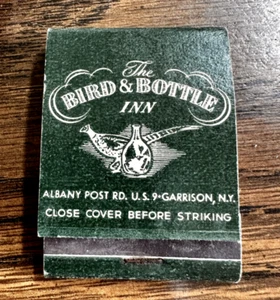 The
BIRD & BOTTLE
INN
ALBANY POST RD. U.S. 9•GARRISON, N.Y.
CLOSE COVER BEFORE STRIKING